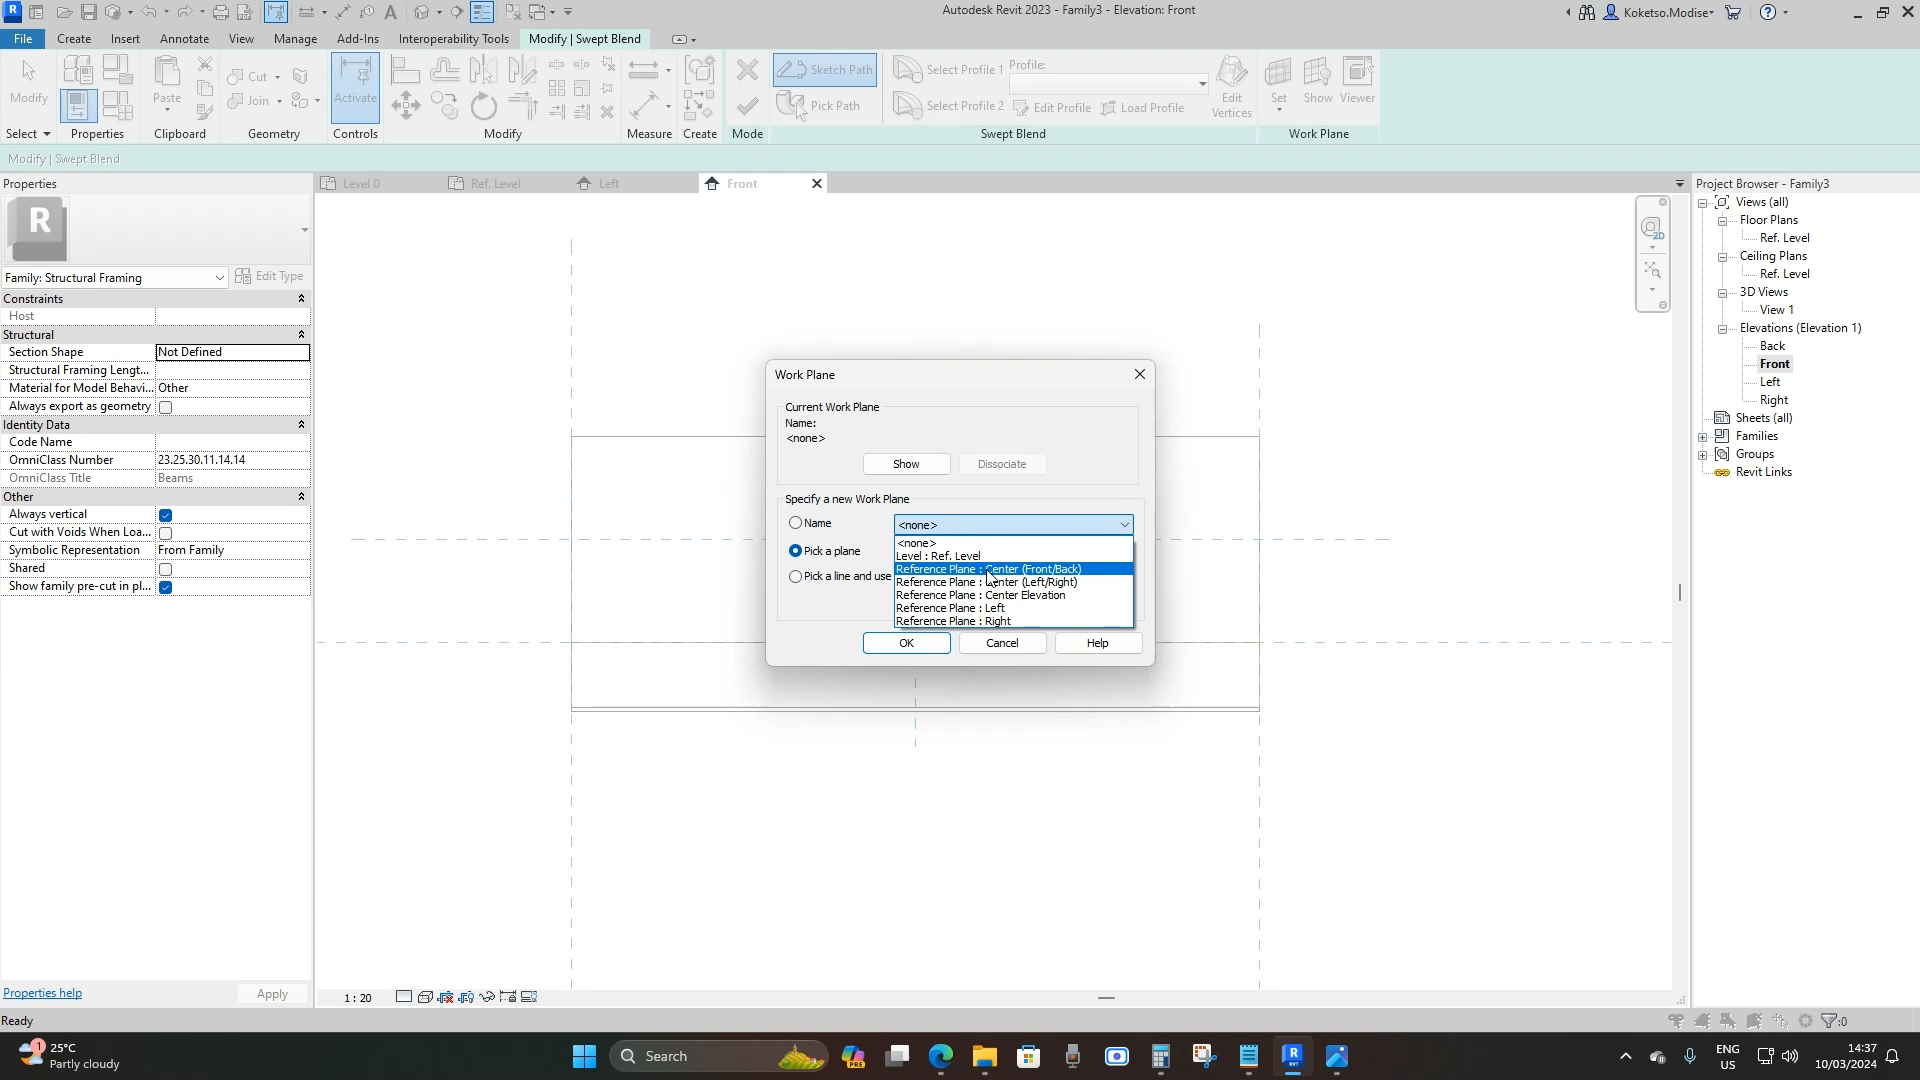 Autodesk Revit 2023 - Family3 - Elevation: Front
Koketso.Modise
File
Create
Insert
Annotate
View
Manage
Add-Ins
Interoperability Tools
Modify | Swept Blend
Modify
Paste
Cut
Join
Activate
Sketch Path
Pick Path
Select Profile 1
Select Profile 2
Profile:
Edit Profile
Load Profile
Edit
Vertices
Set
Show
Viewer
Select
Properties
Clipboard
Geometry
Controls
Modify
Measure
Create
Mode
Swept Blend
Work Plane
Modify | Swept Blend
Properties
R
Family: Structural Framing
Edit Type
Constraints
Host
Structural
Section Shape
Not Defined
Structural Framing Lengt...
Material for Model Behavi...
Other
Always export as geometry
Identity Data
Code Name
OmniClass Number
23.25.30.11.14.14
OmniClass Title
Beams
Other
Always vertical
Cut with Voids When Loa...
Symbolic Representation
From Family
Shared
Show family pre-cut in pl...
Properties help
Apply
Level 0
Ref. Level
Left
Front
2D
Work Plane
Current Work Plane
Name:
<none>
Show
Dissociate
Specify a new Work Plane
Name
<none>
Pick a plane
Pick a line and use
<none>
Level : Ref. Level
Reference Plane : Center (Front/Back)
Reference Plane : Center (Left/Right)
Reference Plane : Center Elevation
Reference Plane : Left
Reference Plane : Right
OK
Cancel
Help
Project Browser - Family3
Views (all)
Floor Plans
Ref. Level
Ceiling Plans
Ref. Level
3D Views
View 1
Elevations (Elevation 1)
Back
Front
Left
Right
Sheets (all)
Families
Groups
Revit Links
1 : 20
Ready
:0
1
25°C
Partly cloudy
Search
PRE
R
RVT
ENG
US
14:37
10/03/2024